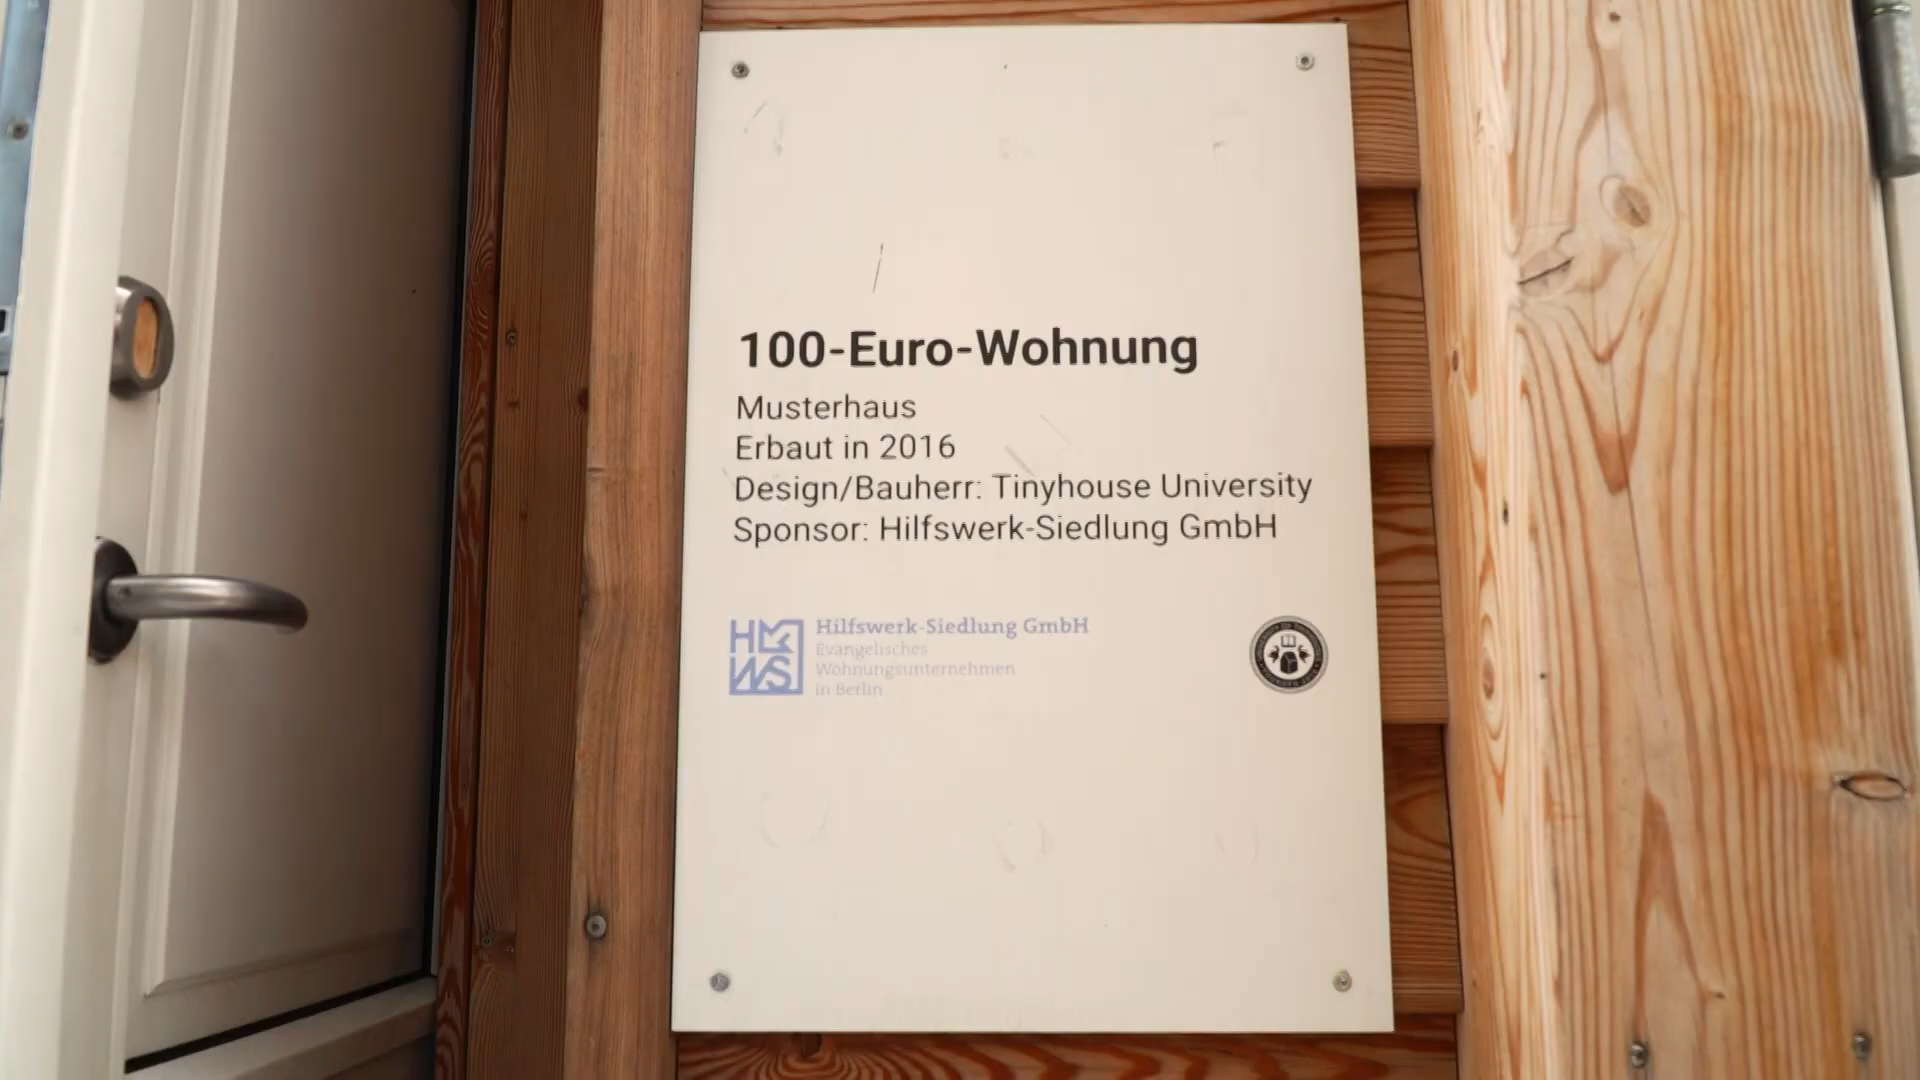 100-Euro-Wohnung
Musterhaus
Erbaut in 2016
Design/Bauherr: Tinyhouse University
Sponsor: Hilfswerk-Siedlung GmbH
Hilfswerk-Siedlung GmbH
Evangelisches
Wohnungsunternehmen
in Berlin